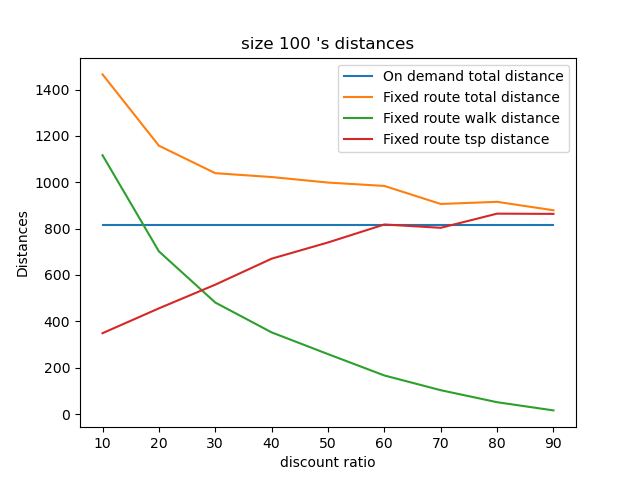 size 100 's distances
On demand total distance
Fixed route total distance
Fixed route walk distance
Fixed route tsp distance
Distances
1400
1200
1000
800
600
400
200
0
10 20 30 40 50 60 70 80 90
discount ratio